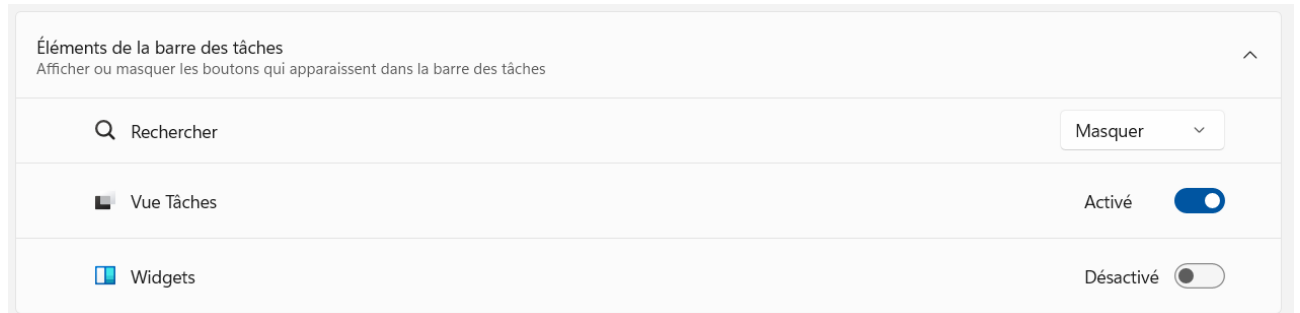 Éléments de la barre des tâches
Afficher ou masquer les boutons qui apparaissent dans la barre des tâches
Rechercher Masquer
Vue Tâches Activé
Widgets Désactivé